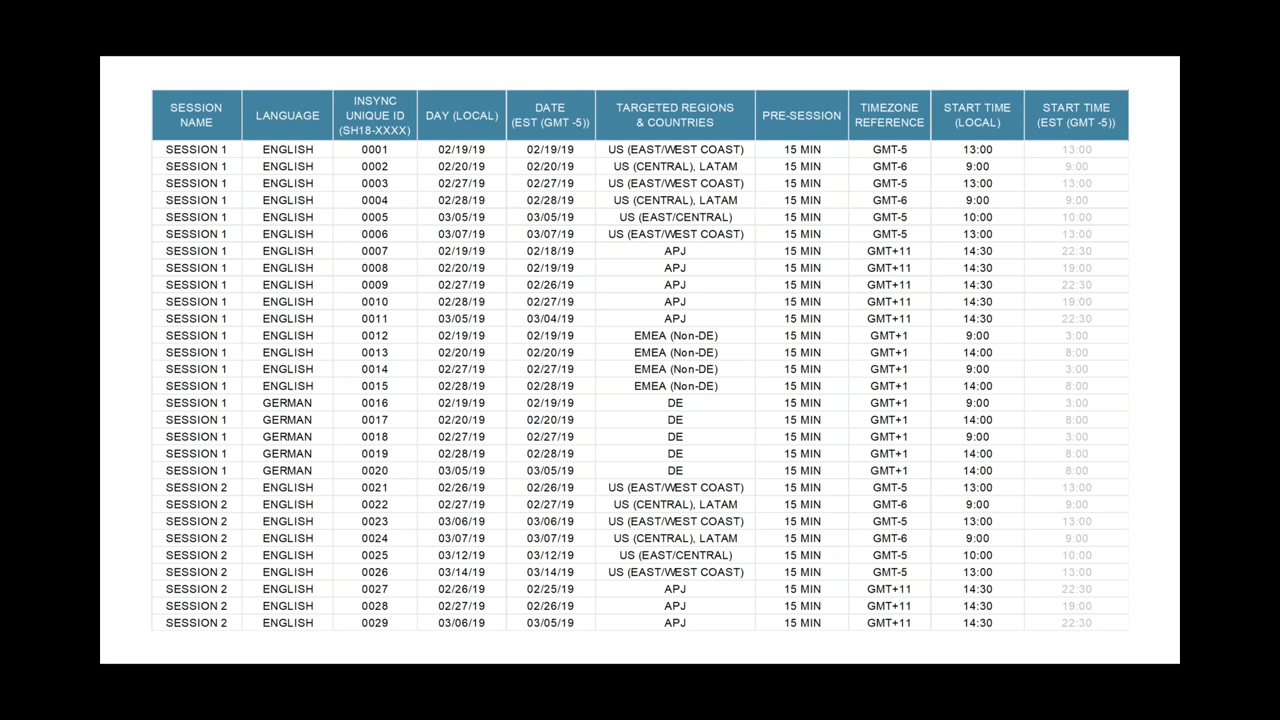 SESSION NAME | LANGUAGE | INSYNC UNIQUE ID (SH18-XXXX) | DAY (LOCAL) | DATE (EST (GMT -5)) | TARGETED REGIONS & COUNTRIES | PRE-SESSION | TIMEZONE REFERENCE | START TIME (LOCAL) | START TIME (EST (GMT -5))
SESSION 1 ENGLISH 0001 02/19/19 02/19/19 US (EAST/WEST COAST) 15 MIN GMT-5 13:00 13:00
SESSION 1 ENGLISH 0002 02/20/19 02/20/19 US (CENTRAL), LATAM 15 MIN GMT-6 9:00 9:00
SESSION 1 ENGLISH 0003 02/27/19 02/27/19 US (EAST/WEST COAST) 15 MIN GMT-5 13:00 13:00
SESSION 1 ENGLISH 0004 02/28/19 02/28/19 US (CENTRAL), LATAM 15 MIN GMT-6 9:00 9:00
SESSION 1 ENGLISH 0005 03/05/19 03/05/19 US (EAST/CENTRAL) 15 MIN GMT-5 10:00 10:00
SESSION 1 ENGLISH 0006 03/07/19 03/07/19 US (EAST/WEST COAST) 15 MIN GMT-5 13:00 13:00
SESSION 1 ENGLISH 0007 02/19/19 02/18/19 APJ 15 MIN GMT+11 14:30 22:30
SESSION 1 ENGLISH 0008 02/20/19 02/19/19 APJ 15 MIN GMT+11 14:30 19:00
SESSION 1 ENGLISH 0009 02/27/19 02/26/19 APJ 15 MIN GMT+11 14:30 22:30
SESSION 1 ENGLISH 0010 02/28/19 02/27/19 APJ 15 MIN GMT+11 14:30 19:00
SESSION 1 ENGLISH 0011 03/05/19 03/04/19 APJ 15 MIN GMT+11 14:30 22:30
SESSION 1 ENGLISH 0012 02/19/19 02/19/19 EMEA (Non-DE) 15 MIN GMT+1 9:00 3:00
SESSION 1 ENGLISH 0013 02/20/19 02/20/19 EMEA (Non-DE) 15 MIN GMT+1 14:00 8:00
SESSION 1 ENGLISH 0014 02/27/19 02/27/19 EMEA (Non-DE) 15 MIN GMT+1 9:00 3:00
SESSION 1 ENGLISH 0015 02/28/19 02/28/19 EMEA (Non-DE) 15 MIN GMT+1 14:00 8:00
SESSION 1 GERMAN 0016 02/19/19 02/19/19 DE 15 MIN GMT+1 9:00 3:00
SESSION 1 GERMAN 0017 02/20/19 02/20/19 DE 15 MIN GMT+1 14:00 8:00
SESSION 1 GERMAN 0018 02/27/19 02/27/19 DE 15 MIN GMT+1 9:00 3:00
SESSION 1 GERMAN 0019 02/28/19 02/28/19 DE 15 MIN GMT+1 14:00 8:00
SESSION 1 GERMAN 0020 03/05/19 03/05/19 DE 15 MIN GMT+1 14:00 8:00
SESSION 2 ENGLISH 0021 02/26/19 02/26/19 US (EAST/WEST COAST) 15 MIN GMT-5 13:00 13:00
SESSION 2 ENGLISH 0022 02/27/19 02/27/19 US (CENTRAL), LATAM 15 MIN GMT-6 9:00 9:00
SESSION 2 ENGLISH 0023 03/06/19 03/06/19 US (EAST/WEST COAST) 15 MIN GMT-5 13:00 13:00
SESSION 2 ENGLISH 0024 03/07/19 03/07/19 US (CENTRAL), LATAM 15 MIN GMT-6 9:00 9:00
SESSION 2 ENGLISH 0025 03/12/19 03/12/19 US (EAST/CENTRAL) 15 MIN GMT-5 10:00 10:00
SESSION 2 ENGLISH 0026 03/14/19 03/14/19 US (EAST/WEST COAST) 15 MIN GMT-5 13:00 13:00
SESSION 2 ENGLISH 0027 02/26/19 02/25/19 APJ 15 MIN GMT+11 14:30 22:30
SESSION 2 ENGLISH 0028 02/27/19 02/26/19 APJ 15 MIN GMT+11 14:30 19:00
SESSION 2 ENGLISH 0029 03/06/19 03/05/19 APJ 15 MIN GMT+11 14:30 22:30